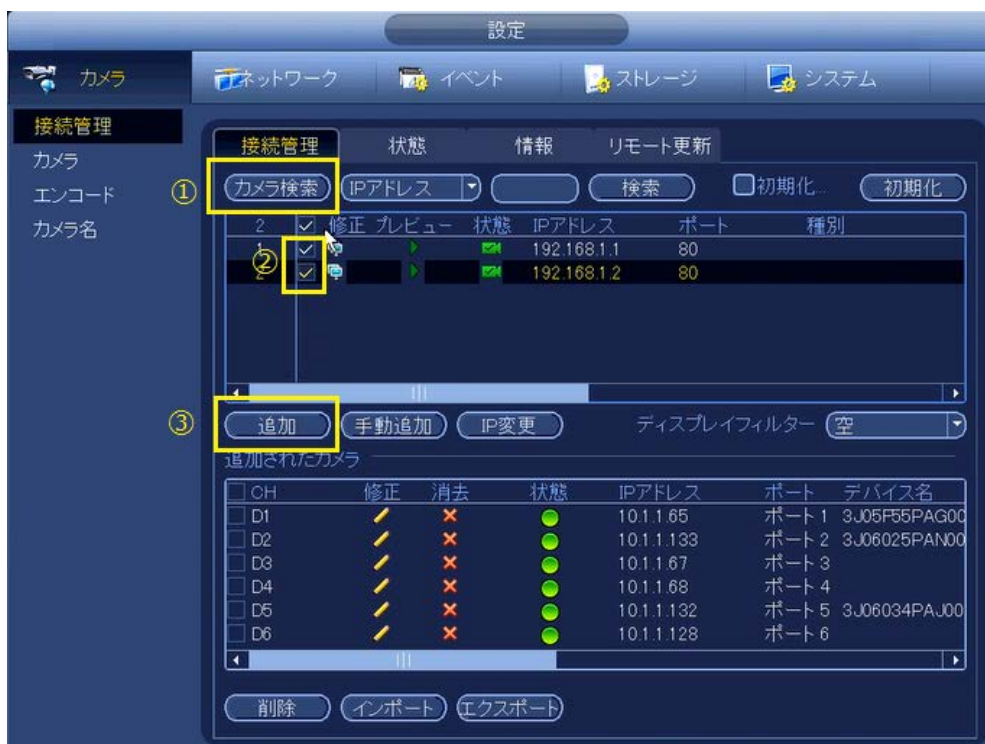 設定
カメラ ネットワーク イベント ストレージ システム
接続管理
カメラ
エンコード
カメラ名
接続管理 状態 情報 リモート更新
① カメラ検索 IPアドレス 検索 初期化... 初期化
2 修正 プレビュー 状態 IPアドレス ポート 種別
1 192.168.1.1 80
② 2 192.168.1.2 80
③ 追加 手動追加 IP変更 ディスプレイフィルター 空
追加されたカメラ
CH 修正 消去 状態 IPアドレス ポート デバイス名
D1 10.1.1.65 ポート 1 3J05F55PAG00
D2 10.1.1.133 ポート 2 3J06025PAN00
D3 10.1.1.67 ポート 3
D4 10.1.1.68 ポート 4
D5 10.1.1.132 ポート 5 3J06034PAJ00
D6 10.1.1.128 ポート 6
削除 インポート エクスポート